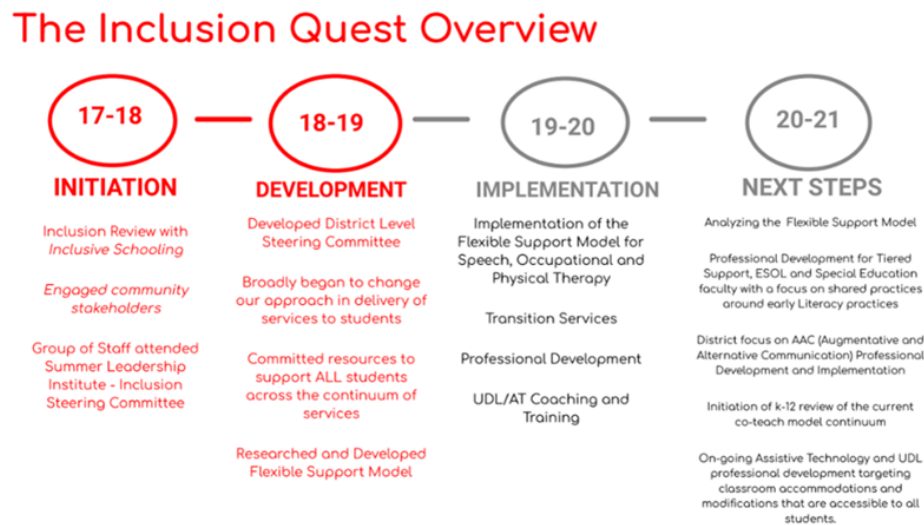 The Inclusion Quest Overview
17-18
INITIATION
Inclusion Review with
Inclusive Schooling
Engaged community
stakeholders
Group of Staff attended
Summer Leadership
Institute - Inclusion
Steering Committee
18-19
DEVELOPMENT
Developed District Level
Steering Committee
Broadly began to change
our approach in delivery of
services to students
Committed resources to
support ALL students
across the continuum of
services
Researched and Developed
Flexible Support Model
19-20
IMPLEMENTATION
Implementation of the
Flexible Support Model for
Speech, Occupational and
Physical Therapy
Transition Services
Professional Development
UDL/AT Coaching and
Training
20-21
NEXT STEPS
Analyzing the Flexible Support Model
Professional Development for Tiered
Support, ESOL and Special Education
faculty with a focus on shared practices
around early Literacy practices
District focus on AAC (Augmentative and
Alternative Communication) Professional
Development and Implementation
Initiation of k-12 review of the current
co-teach model continuum
On-going Assistive Technology and UDL
professional development targeting
classroom accommodations and
modifications that are accessible to all
students.